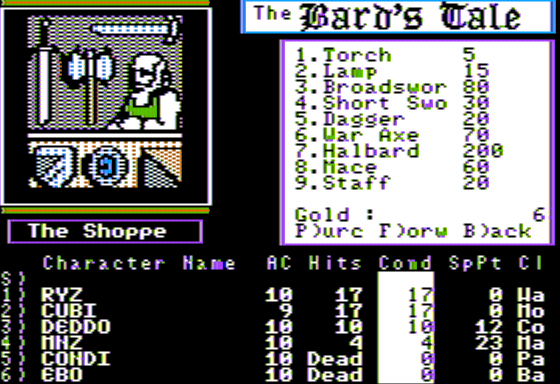 The Bard's Tale
1.Torch 5
2.Lamp 15
3.Broadswor 80
4.Short Swo 30
5.Dagger 20
6.War Axe 70
7.Halbard 200
8.Mace 60
9.Staff 20
Gold : 6
P)urc F)orw B)ack
The Shoppe
Character Name AC Hits Cond SpPt Cl
S)
1) RYZ 10 17 17 0 Wa
2) CUBI 9 17 17 0 Mo
3) DEDDO 10 10 10 12 Co
4) MNZ 10 4 4 23 Ma
5) CONDI 10 Dead 0 0 Pa
6) EBO 10 Dead 0 0 Ba